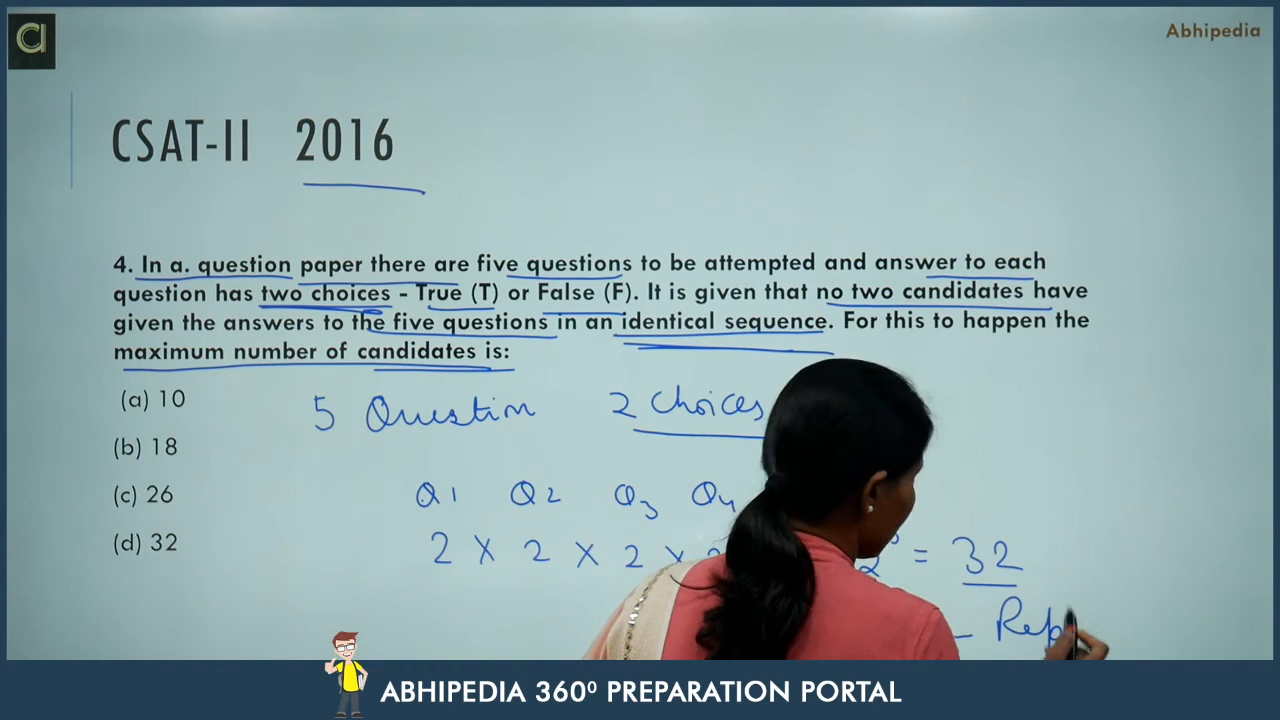 a
Abhipedia
CSAT-II 2016
4. In a. question paper there are five questions to be attempted and answer to each
question has two choices - True (T) or False (F). It is given that no two candidates have
given the answers to the five questions in an identical sequence. For this to happen the
maximum number of candidates is:
(a) 10
5 Question 2 Choices
(b) 18
(c) 26
Q1 Q2 Q3 Q4
(d) 32
2 X 2 X 2 X 2 = 32
Rep
ABHIPEDIA 360⁰ PREPARATION PORTAL